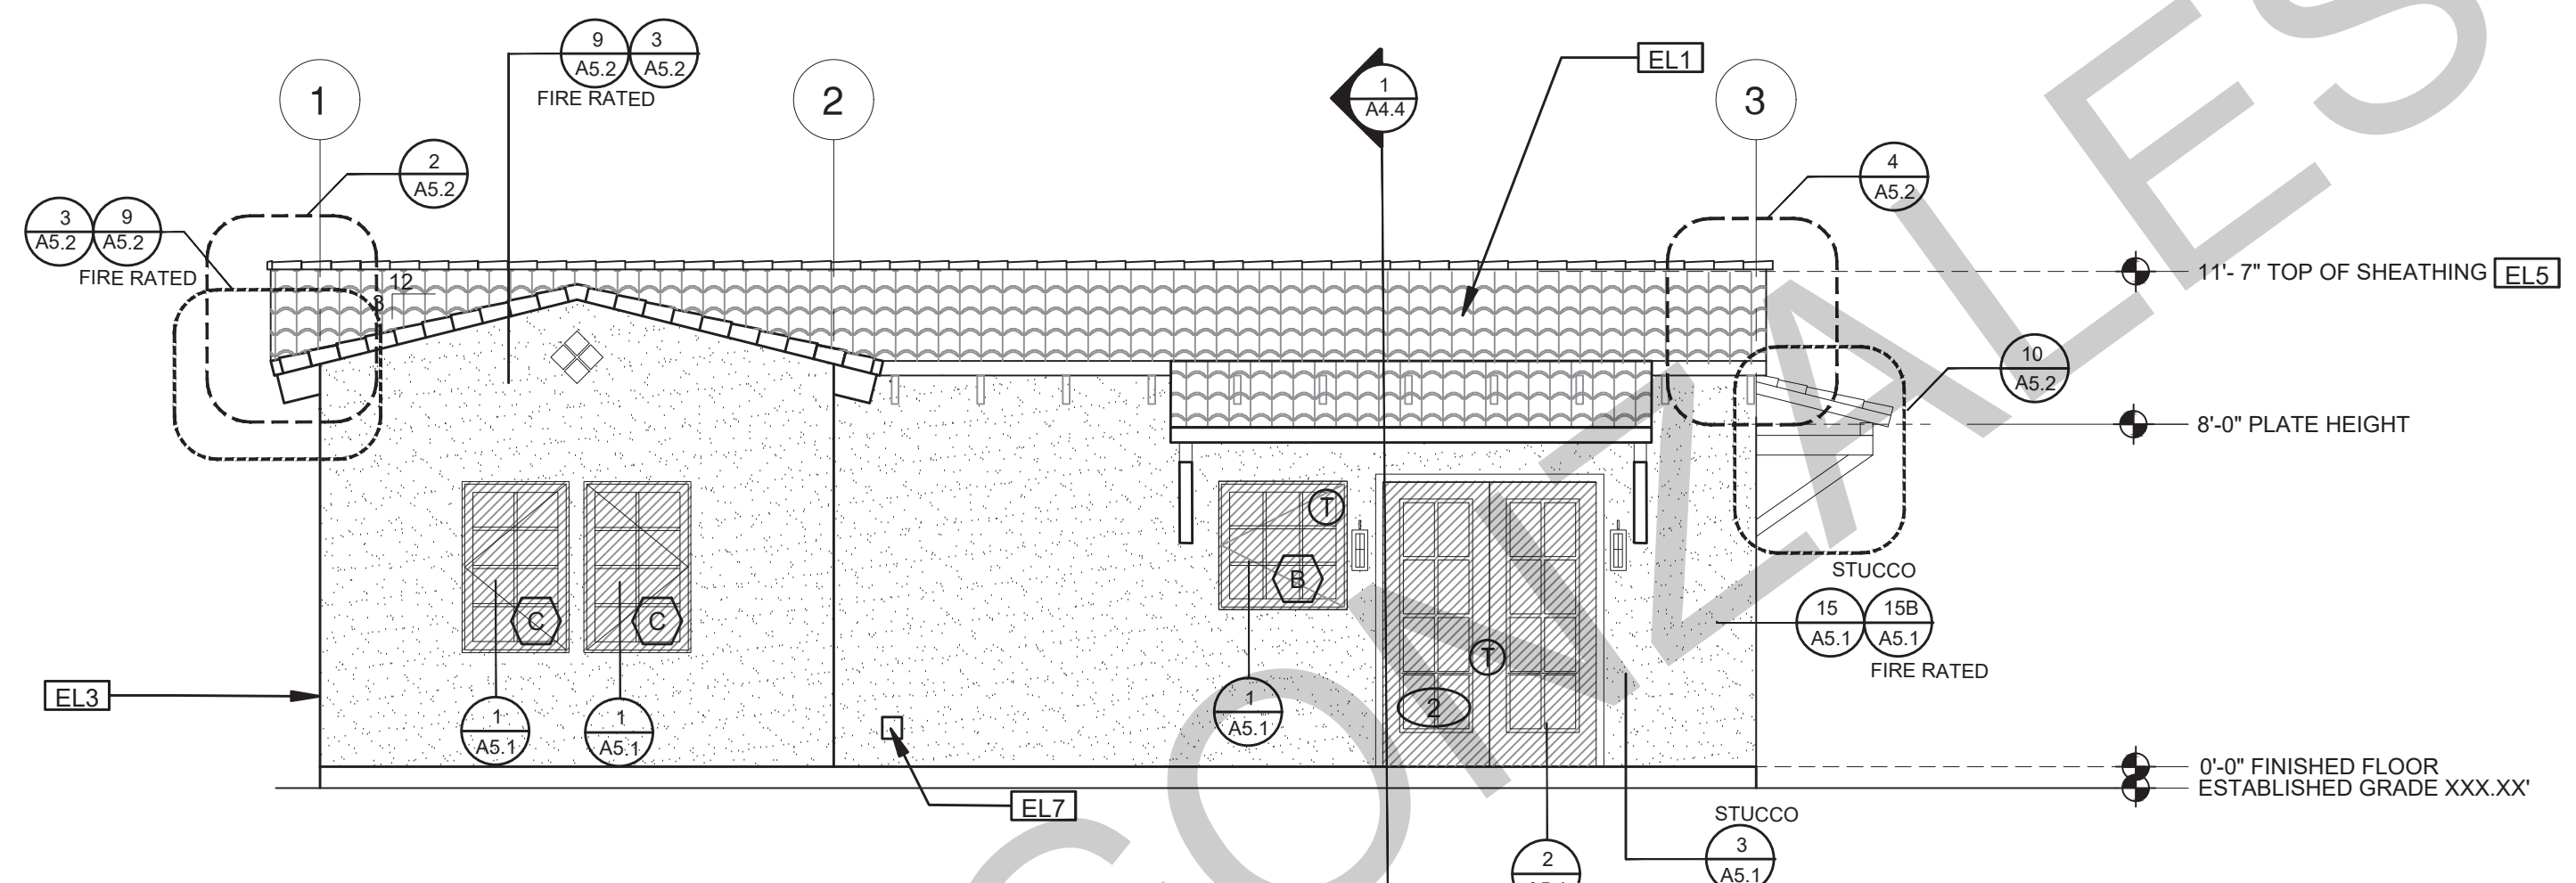 9 3
A5.2 A5.2
FIRE RATED
1
2
3
1
A4.4
EL1
2
A5.2
4
A5.2
3 9
A5.2 A5.2
FIRE RATED
12
3
11'- 7" TOP OF SHEATHING EL5
10
A5.2
8'-0" PLATE HEIGHT
T
B
C C
STUCCO
15 15B
A5.1 A5.1
FIRE RATED
T
EL3
1 1
A5.1 A5.1
1
A5.1
2
EL7
0'-0" FINISHED FLOOR
ESTABLISHED GRADE XXX.XX'
STUCCO
3
A5.1
2
GONZALES